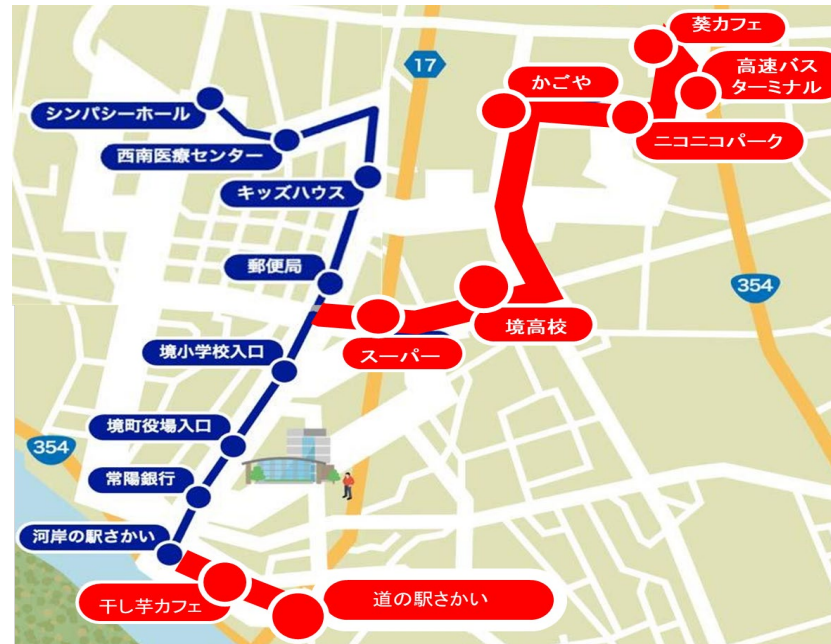 葵カフェ
17
高速バス
ターミナル
かごや
シンパシーホール
ニコニコパーク
西南医療センター
キッズハウス
郵便局
354
境高校
スーパー
境小学校入口
境町役場入口
354
常陽銀行
河岸の駅さかい
干し芋カフェ
道の駅さかい